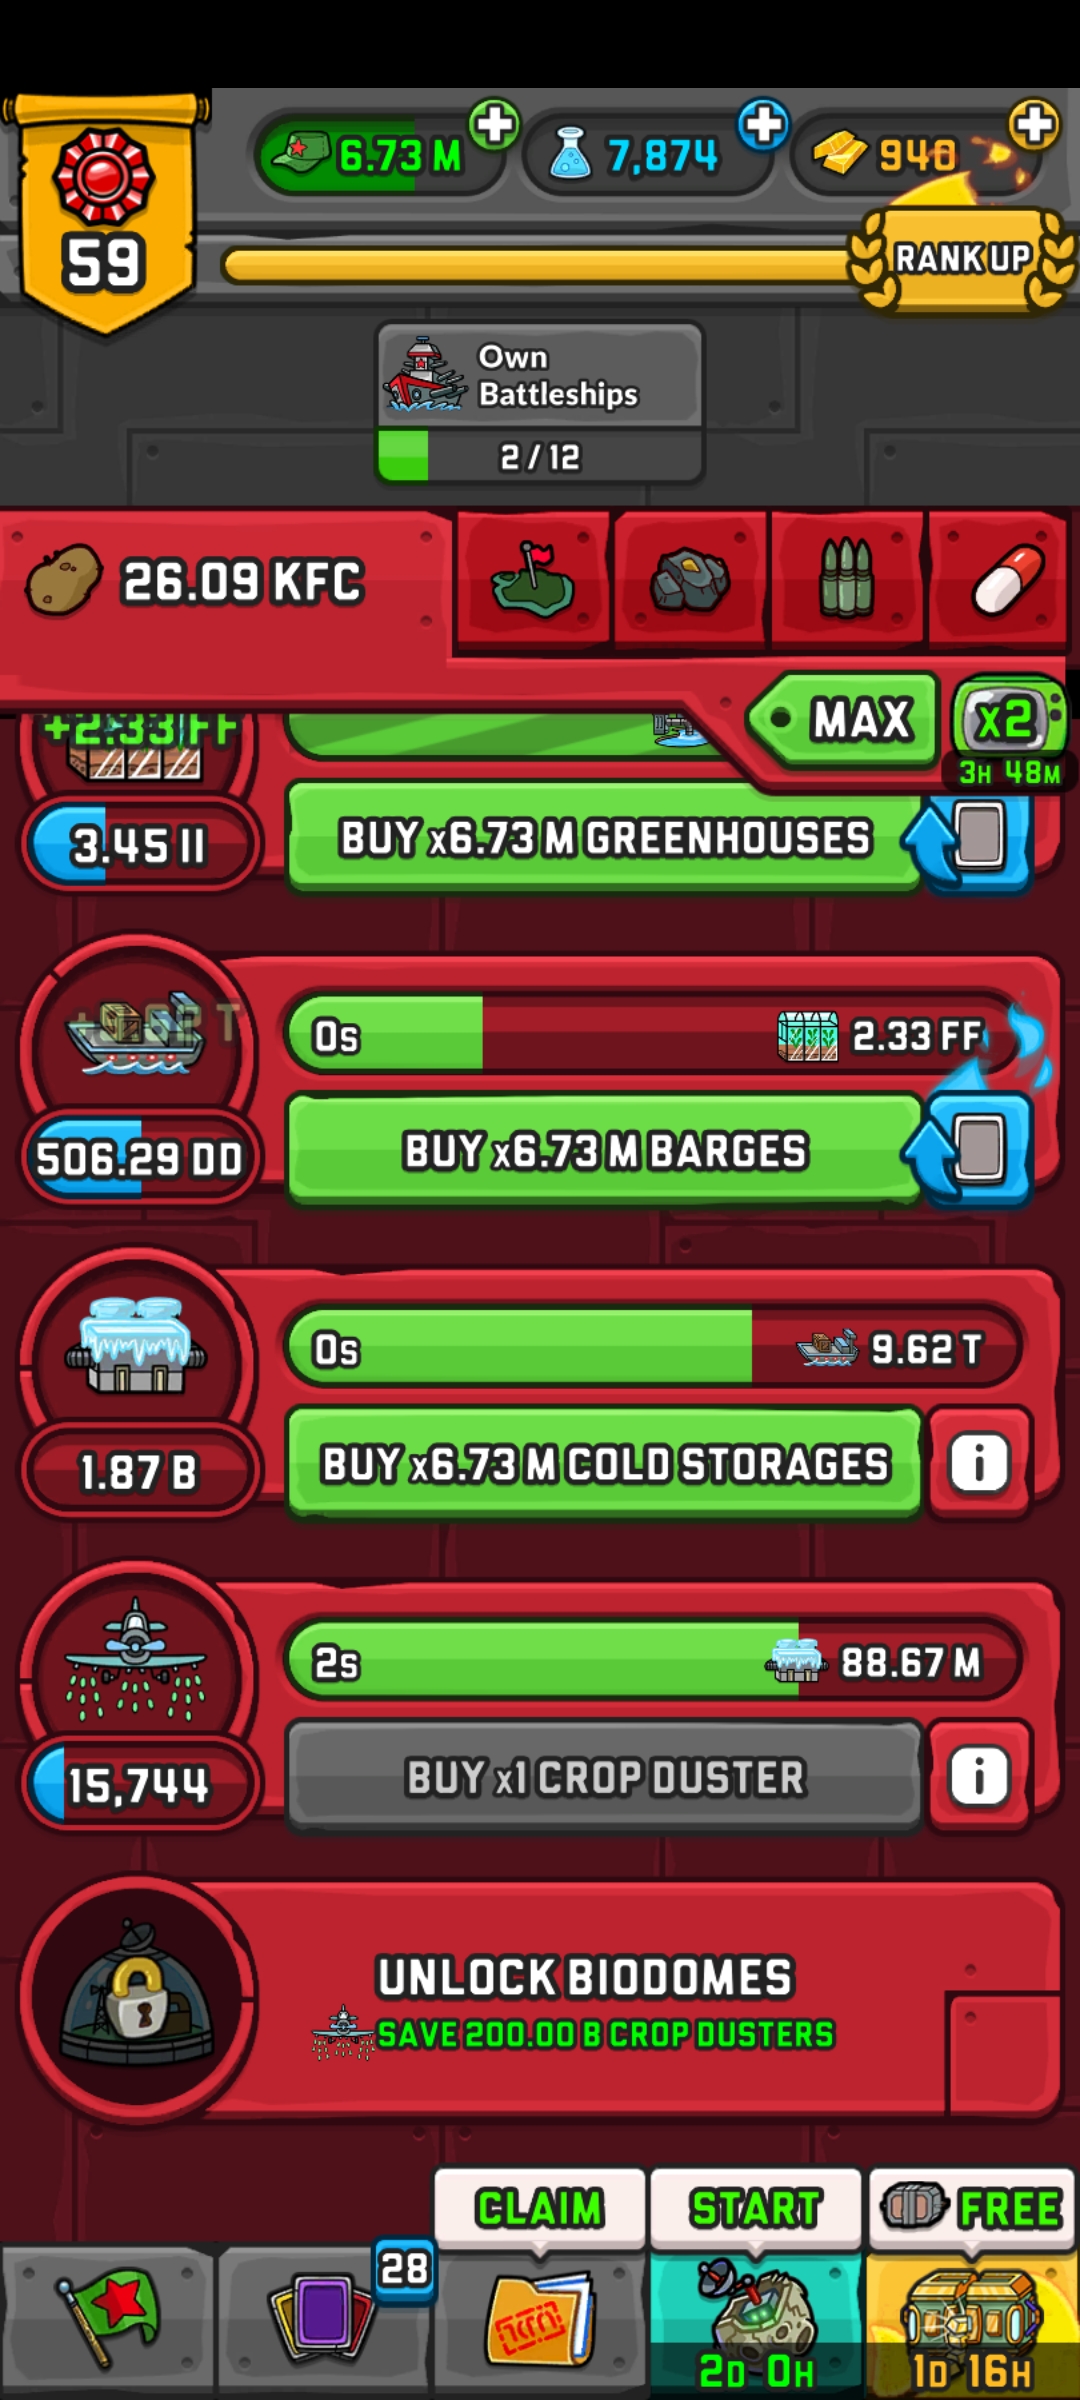 6.73 M
7,874
940
59
RANK UP
Own
Battleships
2 / 12
26.09 KFC
MAX
x2
3H 48M
+2.33 FF
3.45 II
BUY x6.73 M GREENHOUSES
0s
2.33 FF
506.29 DD
BUY x6.73 M BARGES
0s
9.62 T
1.87 B
BUY x6.73 M COLD STORAGES
i
2s
88.67 M
15,744
BUY x1 CROP DUSTER
i
UNLOCK BIODOMES
SAVE 200.00 B CROP DUSTERS
CLAIM
START
FREE
28
2D 0H
1D 16H